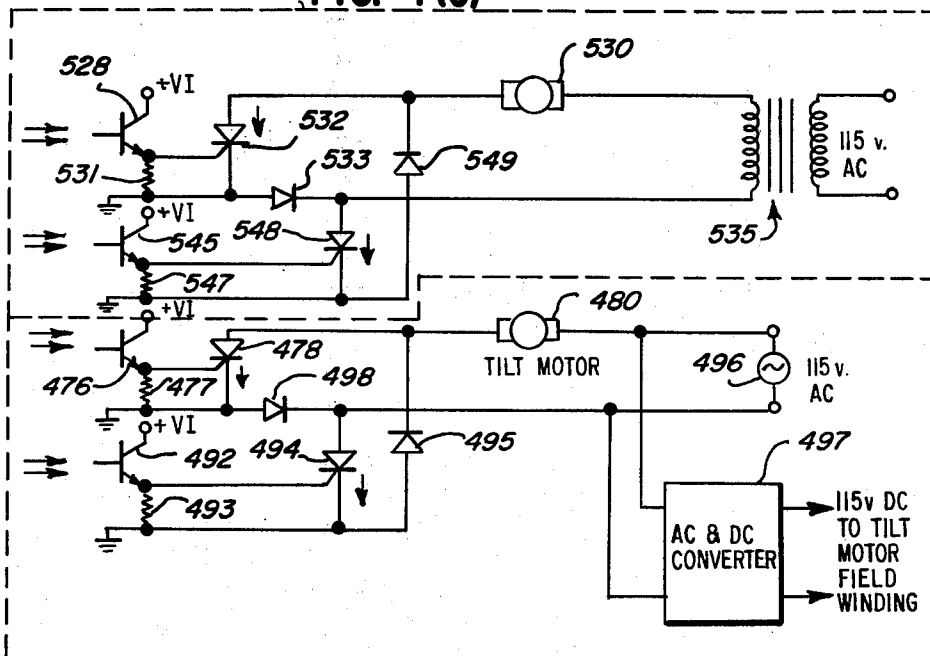 528
+VI
532
531
533
530
549
115 v.
AC
535
+VI
545
548
547
+VI
476
477
478
498
480
TILT MOTOR
496
115 v.
AC
+VI
492
494
495
493
497
AC & DC
CONVERTER
115v DC
TO TILT
MOTOR
FIELD
WINDING